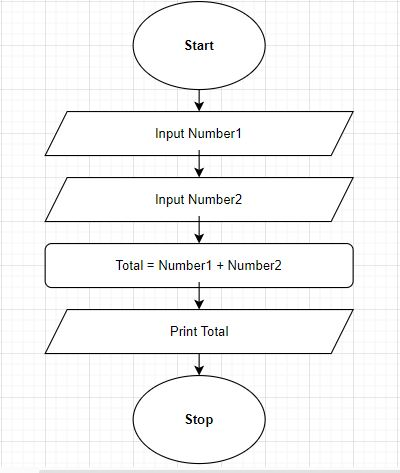 Start
Input Number1
Input Number2
Total = Number1 + Number2
Print Total
Stop